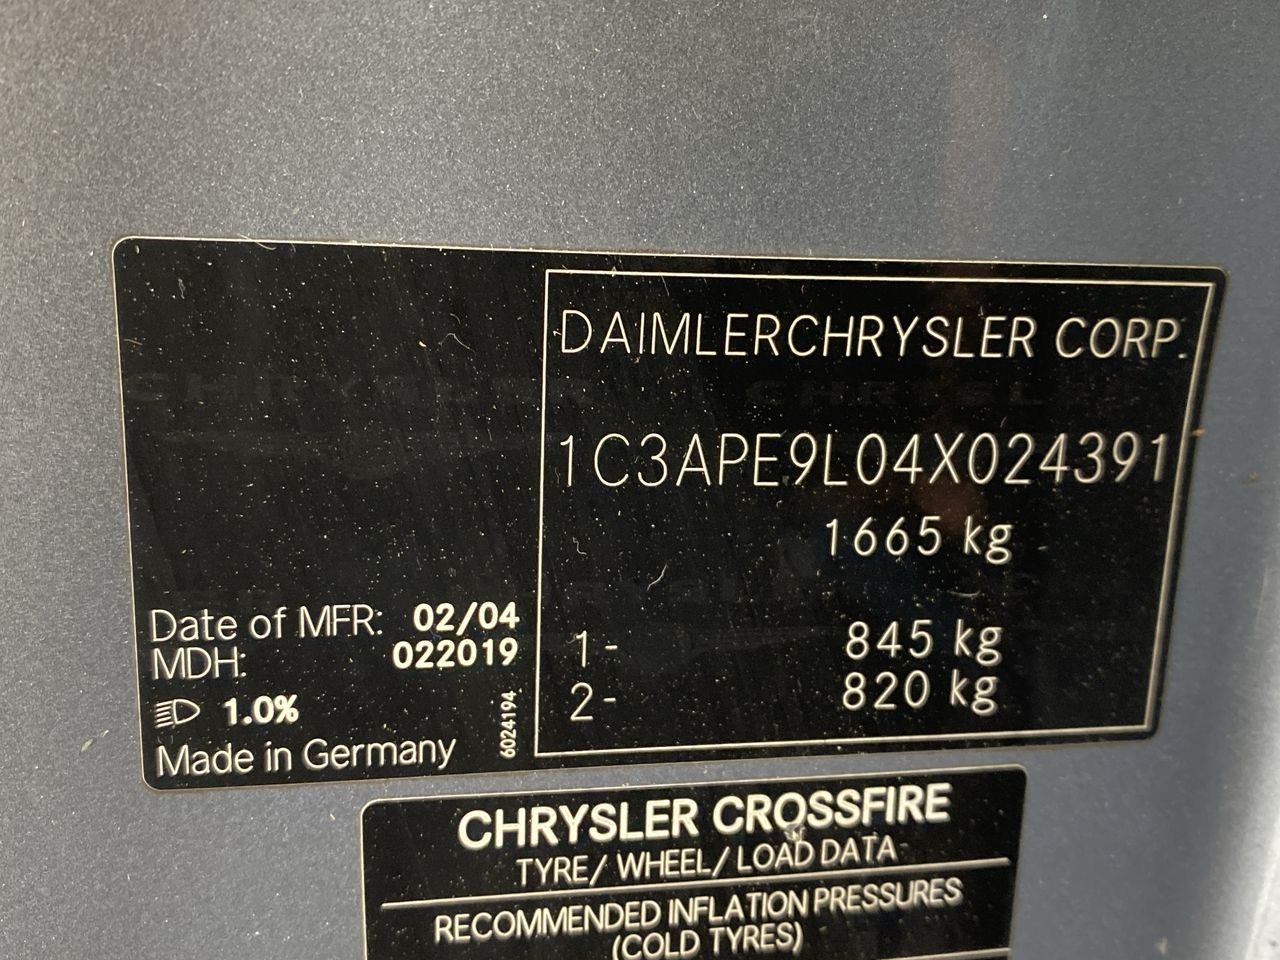 DAIMLERCHRYSLER CORP.
1C3APE9L04X024391
1665 kg
1- 845 kg
2- 820 kg
Date of MFR: 02/04
MDH: 022019
1.0%
Made in Germany
6024194
CHRYSLER CROSSFIRE
TYRE/ WHEEL/ LOAD DATA
RECOMMENDED INFLATION PRESSURES
(COLD TYRES)